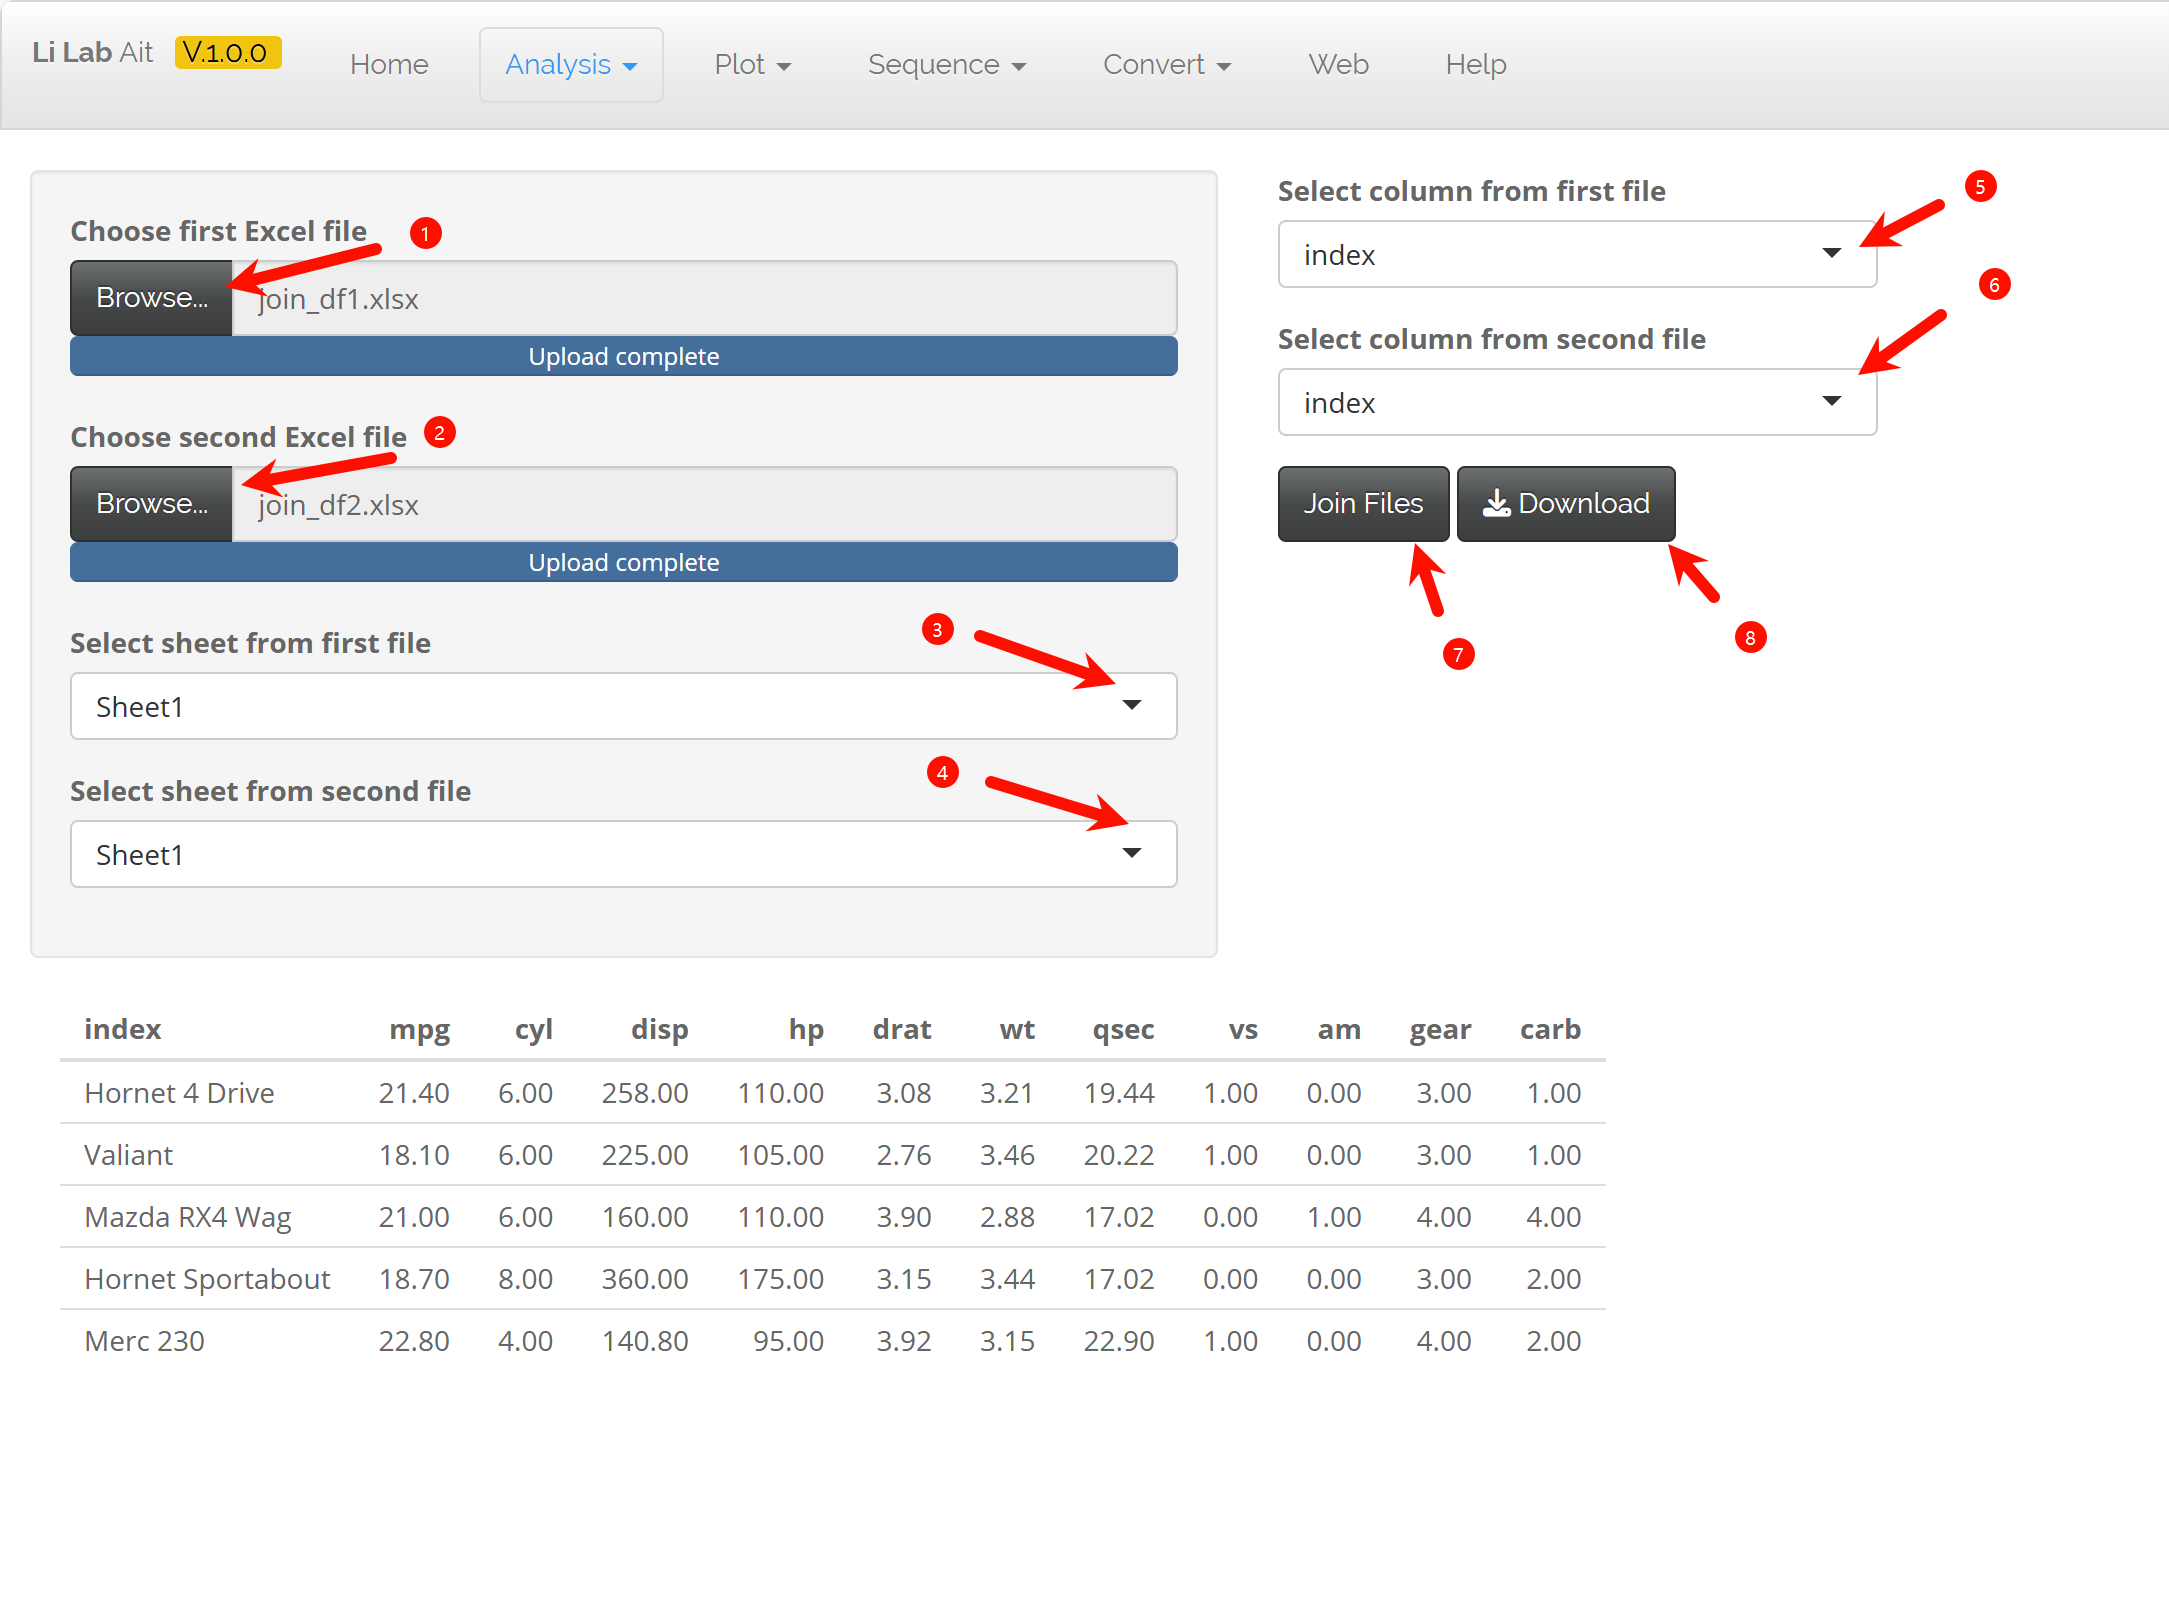 Li Lab Ait V.1.0.0 Home Analysis Plot Sequence Convert Web Help
Choose first Excel file 1
Browse... join_df1.xlsx
Upload complete
Choose second Excel file 2
Browse... join_df2.xlsx
Upload complete
Select sheet from first file 3
Sheet1
Select sheet from second file 4
Sheet1
Select column from first file 5
index
6
Select column from second file
index
Join Files Download
7 8
index mpg cyl disp hp drat wt qsec vs am gear carb
Hornet 4 Drive 21.40 6.00 258.00 110.00 3.08 3.21 19.44 1.00 0.00 3.00 1.00
Valiant 18.10 6.00 225.00 105.00 2.76 3.46 20.22 1.00 0.00 3.00 1.00
Mazda RX4 Wag 21.00 6.00 160.00 110.00 3.90 2.88 17.02 0.00 1.00 4.00 4.00
Hornet Sportabout 18.70 8.00 360.00 175.00 3.15 3.44 17.02 0.00 0.00 3.00 2.00
Merc 230 22.80 4.00 140.80 95.00 3.92 3.15 22.90 1.00 0.00 4.00 2.00